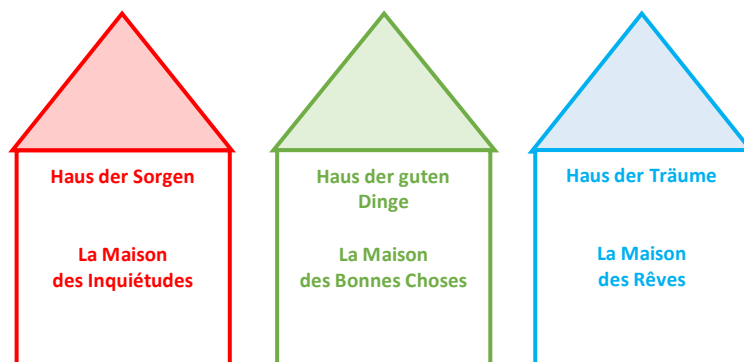 Haus der Sorgen
La Maison
des Inquiétudes
Haus der guten
Dinge
La Maison
des Bonnes Choses
Haus der Träume
La Maison
des Rêves